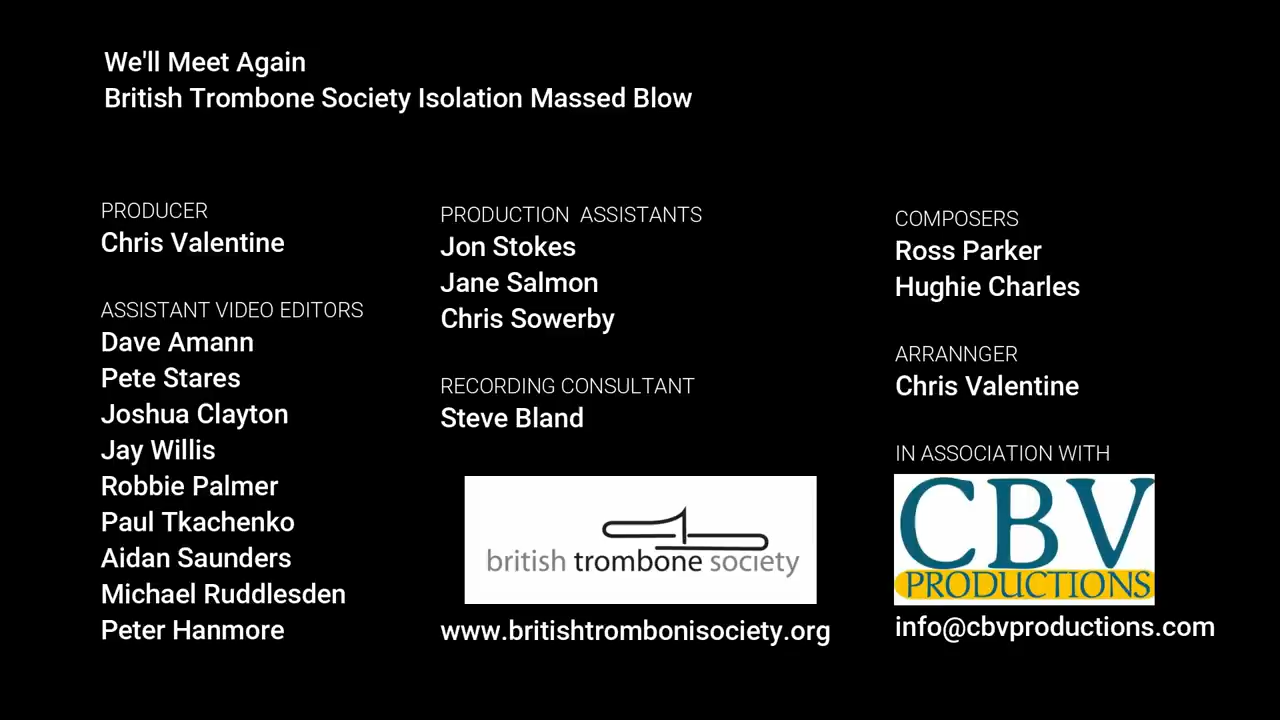 We'll Meet Again
British Trombone Society Isolation Massed Blow
PRODUCER
Chris Valentine
ASSISTANT VIDEO EDITORS
Dave Amann
Pete Stares
Joshua Clayton
Jay Willis
Robbie Palmer
Paul Tkachenko
Aidan Saunders
Michael Ruddlesden
Peter Hanmore
PRODUCTION ASSISTANTS
Jon Stokes
Jane Salmon
Chris Sowerby
RECORDING CONSULTANT
Steve Bland
british trombone society
www.britishtrombonisociety.org
COMPOSERS
Ross Parker
Hughie Charles
ARRANNGER
Chris Valentine
IN ASSOCIATION WITH
CBV
PRODUCTIONS
info@cbvproductions.com